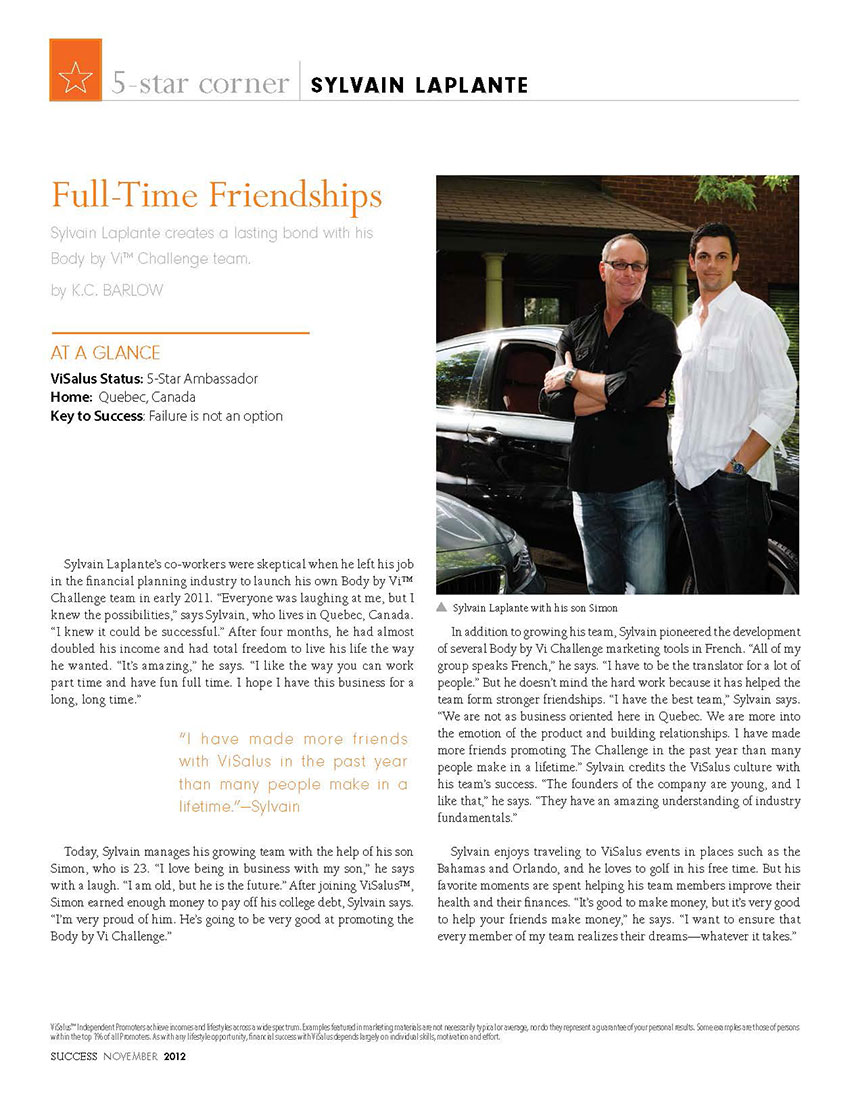 5-star corner SYLVAIN LAPLANTE
Full-Time Friendships
Sylvain Laplante creates a lasting bond with his
Body by Vi™ Challenge team.
by K.C. BARLOW
AT A GLANCE
ViSalus Status: 5-Star Ambassador
Home: Quebec, Canada
Key to Success: Failure is not an option
Sylvain Laplante's co-workers were skeptical when he left his job
in the financial planning industry to launch his own Body by Vi™
Challenge team in early 2011. “Everyone was laughing at me, but I
knew the possibilities,” says Sylvain, who lives in Quebec, Canada.
“I knew it could be successful.” After four months, he had almost
doubled his income and had total freedom to live his life the way
he wanted. “It's amazing,” he says. “I like the way you can work
part time and have fun full time. I hope I have this business for a
long, long time.”
“I have made more friends
with ViSalus in the past year
than many people make in a
lifetime.”—Sylvain
Today, Sylvain manages his growing team with the help of his son
Simon, who is 23. “I love being in business with my son,” he says
with a laugh. “I am old, but he is the future.” After joining ViSalus™,
Simon earned enough money to pay off his college debt, Sylvain says.
“I'm very proud of him. He's going to be very good at promoting the
Body by Vi Challenge.”
Sylvain Laplante with his son Simon
In addition to growing his team, Sylvain pioneered the development
of several Body by Vi Challenge marketing tools in French. “All of my
group speaks French,” he says. “I have to be the translator for a lot of
people.” But he doesn't mind the hard work because it has helped the
team form stronger friendships. “I have the best team,” Sylvain says.
“We are not as business oriented here in Quebec. We are more into
the emotion of the product and building relationships. I have made
more friends promoting The Challenge in the past year than many
people make in a lifetime.” Sylvain credits the ViSalus culture with
his team's success. “The founders of the company are young, and I
like that,” he says. “They have an amazing understanding of industry
fundamentals.”
Sylvain enjoys traveling to ViSalus events in places such as the
Bahamas and Orlando, and he loves to golf in his free time. But his
favorite moments are spent helping his team members improve their
health and their finances. “It's good to make money, but it's very good
to help your friends make money,” he says. “I want to ensure that
every member of my team realizes their dreams—whatever it takes.”
ViSalus™ Independent Promoters achieve incomes and lifestyles across a wide spectrum. Examples featured in marketing materials are not necessarily typical or average, nor do they represent a guarantee of your personal results. Some examples are those of persons
within the top 1% of all Promoters. As with any lifestyle opportunity, financial success with ViSalus depends largely on individual skills, motivation and effort.
SUCCESS NOVEMBER 2012